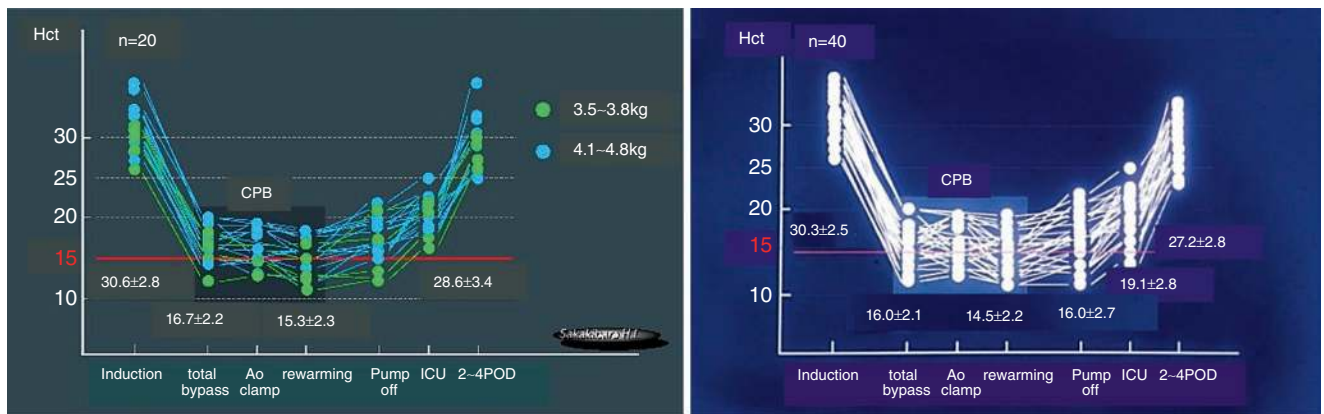 Hct
n=20
3.5~3.8kg
4.1~4.8kg
30
25
CPB
20
15
30.6±2.8
28.6±3.4
10
16.7±2.2
15.3±2.3
Sakakibara H.I.
Induction
total
bypass
Ao
clamp
rewarming
Pump
off
ICU
2~4POD
Hct
n=40
30
25
CPB
20
30.3±2.5
15
27.2±2.8
19.1±2.8
10
16.0±2.1
14.5±2.2
16.0±2.7
Induction
total
bypass
Ao
clamp
rewarming
Pump
off
ICU
2~4POD